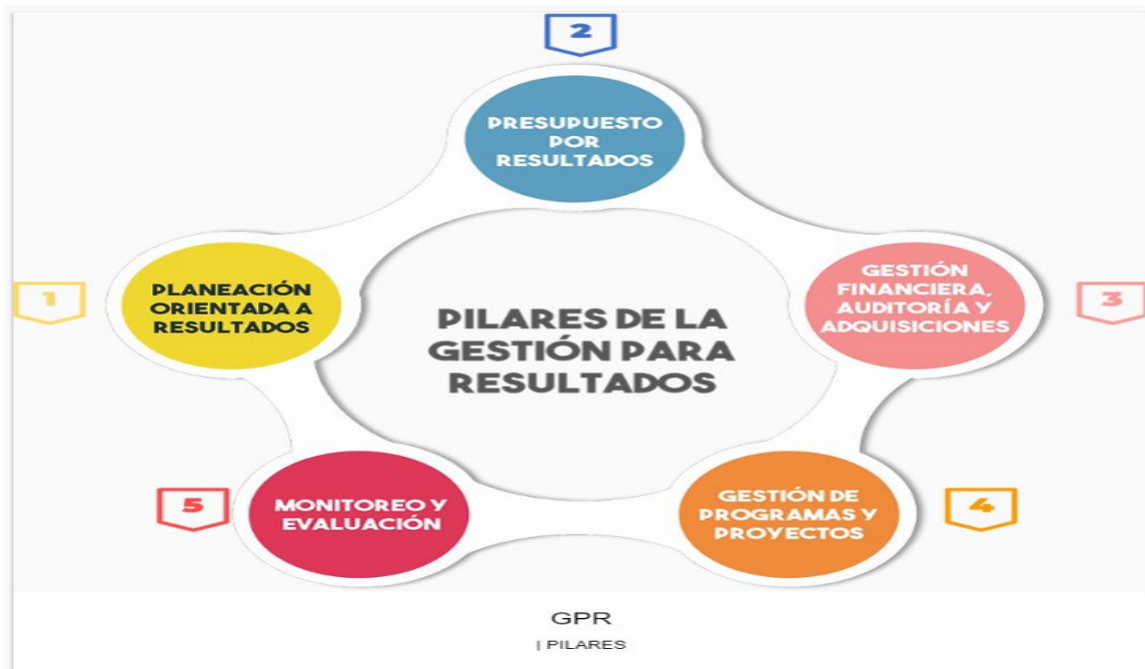 2
PRESUPUESTO
POR
RESULTADOS
1
PLANEACIÓN
ORIENTADA A
RESULTADOS
GESTIÓN
FINANCIERA,
AUDITORÍA Y
ADQUISICIONES
3
PILARES DE LA
GESTIÓN PARA
RESULTADOS
5
MONITOREO Y
EVALUACIÓN
GESTIÓN DE
PROGRAMAS Y
PROYECTOS
4
GPR
| PILARES